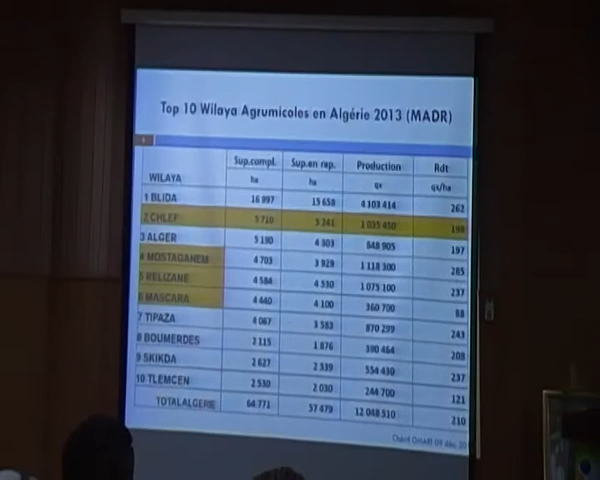 Top 10 Wilaya Agrumicoles en Algérie 2013 (MADR)
WILAYA Sup.compl. ha Sup.en rap. ha Production qx Rdt qx/ha
1 BLIDA 16 997 15 658 4 103 414 262
2 CHLEF 5 710 5 241 1 035 450 198
3 ALGER 5 190 4 303 848 905 197
4 MOSTAGANEM 4 703 3 929 1 118 300 285
5 RELIZANE 4 584 4 530 1 075 100 237
6 MASCARA 4 440 4 100 360 700 88
7 TIPAZA 4 067 3 583 870 299 243
8 BOUMERDES 2 115 1 876 390 464 208
9 SKIKDA 2 627 2 339 554 430 237
10 TLEMCEN 2 530 2 030 244 700 121
TOTAL ALGERIE 64 771 57 479 12 048 510 210
09 déc. 20